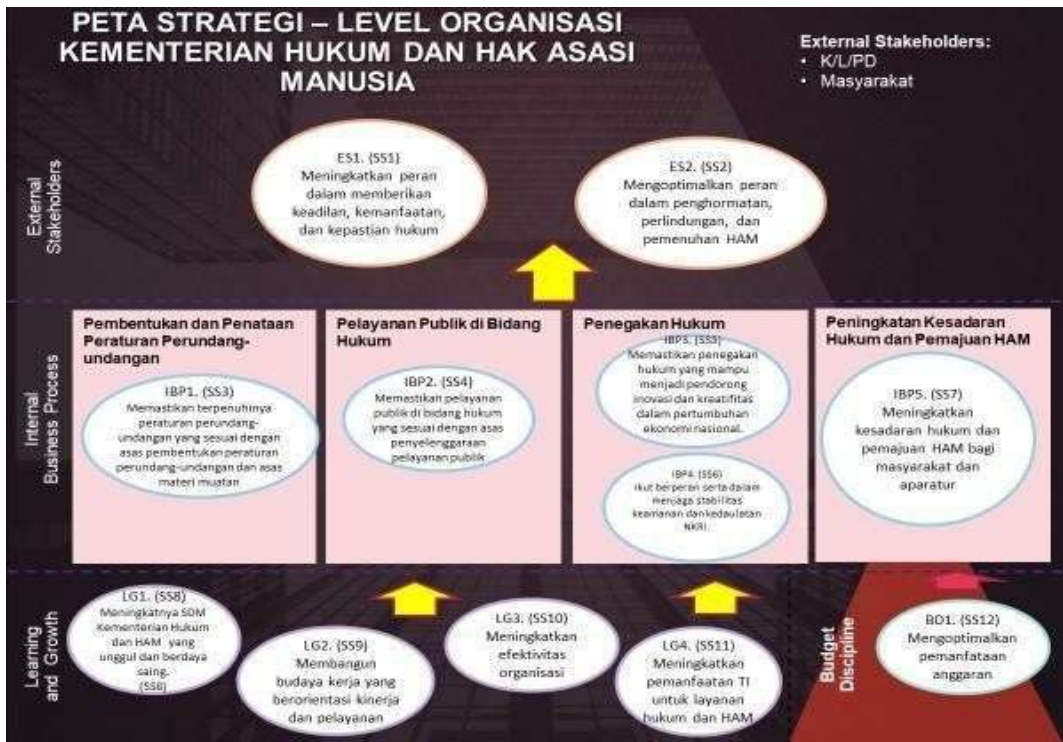 PETA STRATEGI – LEVEL ORGANISASI
KEMENTERIAN HUKUM DAN HAK ASASI
MANUSIA
External Stakeholders:
• K/L/PD
• Masyarakat
External
Stakeholders
ES1. (SS1)
Meningkatkan peran
dalam memberikan
keadilan, kemanfaatan,
dan kepastian hukum
ES2. (SS2)
Mengoptimalkan peran
dalam penghormatan,
perlindungan, dan
pemenuhan HAM
Internal
Business Process
Pembentukan dan Penataan
Peraturan Perundang-
undangan
IBP1. (SS3)
Memastikan terpenuhinya
peraturan perundang-
undangan yang sesuai dengan
asas pembentukan peraturan
perundang-undangan dan asas
materi muatan
Pelayanan Publik di Bidang
Hukum
IBP2. (SS4)
Memastikan pelayanan
publik di bidang hukum
yang sesuai dengan asas
penyelenggaraan
pelayanan publik
Penegakan Hukum
IBP3. (SS5)
Memastikan penegakan
hukum yang mampu
menjadi pendorong
inovasi dan kreatifitas
dalam pertumbuhan
ekonomi nasional.
IBP4. (SS6)
Ikut berperan serta dalam
menjaga stabilitas
keamanan dan kedaulatan
NKRI.
Peningkatan Kesadaran
Hukum dan Pemajuan HAM
IBP5. (SS7)
Meningkatkan
kesadaran hukum dan
pemajuan HAM bagi
masyarakat dan
aparatur
Learning
and Growth
LG1. (SS8)
Meningkatnya SDM
Kementerian Hukum
dan HAM yang
unggul dan berdaya
saing.
(SS8)
LG2. (SS9)
Membangun
budaya kerja yang
berorientasi kinerja
dan pelayanan
LG3. (SS10)
Meningkatkan
efektivitas
organisasi
LG4. (SS11)
Meningkatkan
pemanfaatan TI
untuk layanan
hukum dan HAM
Budget
Discipline
BD1. (SS12)
Mengoptimalkan
pemanfataan
anggaran